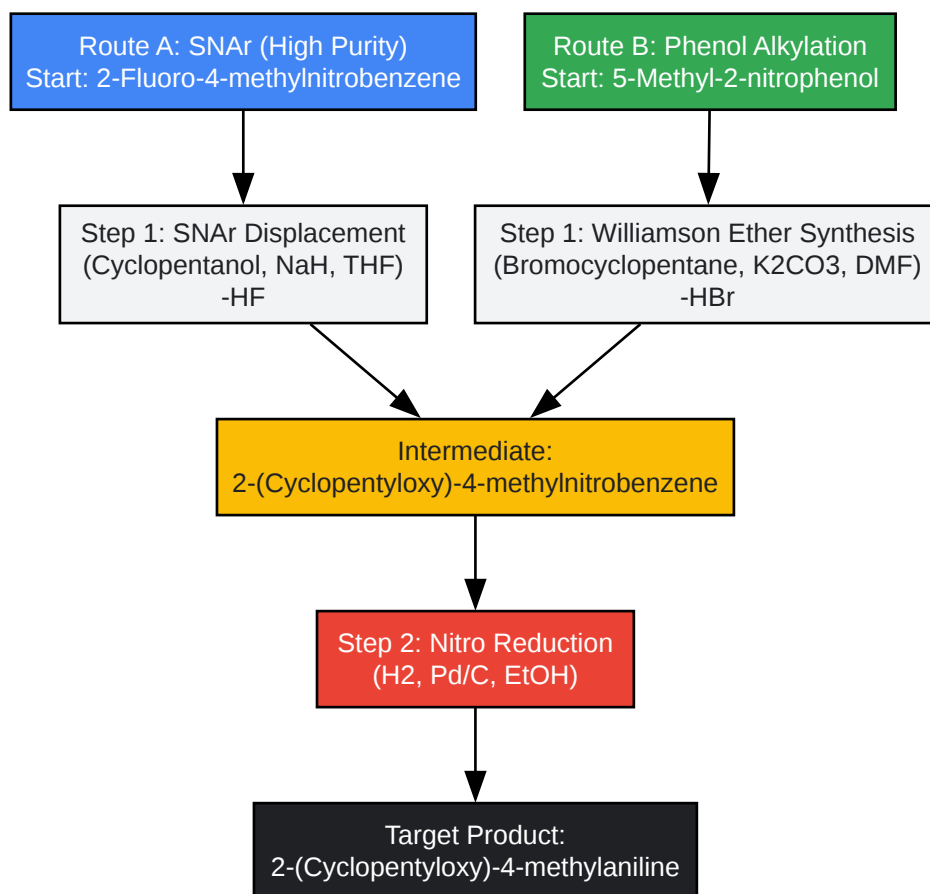 Route A: SNAr (High Purity)
Start: 2-Fluoro-4-methylnitrobenzene
Route B: Phenol Alkylation
Start: 5-Methyl-2-nitrophenol
Step 1: SNAr Displacement
(Cyclopentanol, NaH, THF)
-HF
Step 1: Williamson Ether Synthesis
(Bromocyclopentane, K2CO3, DMF)
-HBr
Intermediate:
2-(Cyclopentyloxy)-4-methylnitrobenzene
Step 2: Nitro Reduction
(H2, Pd/C, EtOH)
Target Product:
2-(Cyclopentyloxy)-4-methylaniline